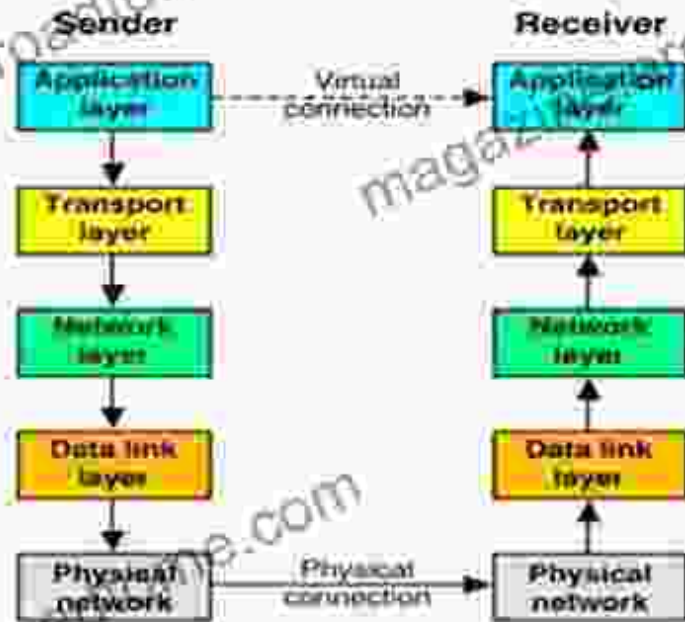 Sender
Receiver
Application
layer
Virtual
connection
Application
layer
Transport
layer
Transport
layer
Network
layer
Network
layer
Data link
layer
Data link
layer
Physical
network
Physical
connection
Physical
network